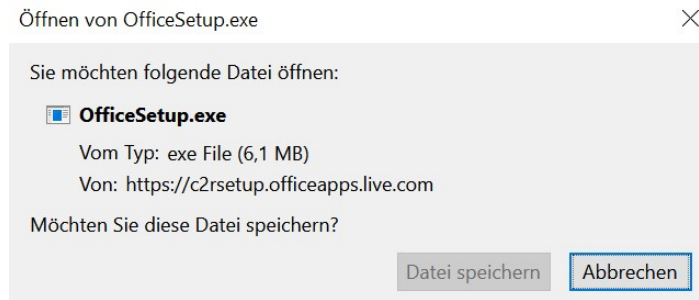 Öffnen von OfficeSetup.exe
Sie möchten folgende Datei öffnen:
OfficeSetup.exe
Vom Typ: exe File (6,1 MB)
Von: https://c2rsetup.officeapps.live.com
Möchten Sie diese Datei speichern?
Datei speichern Abbrechen